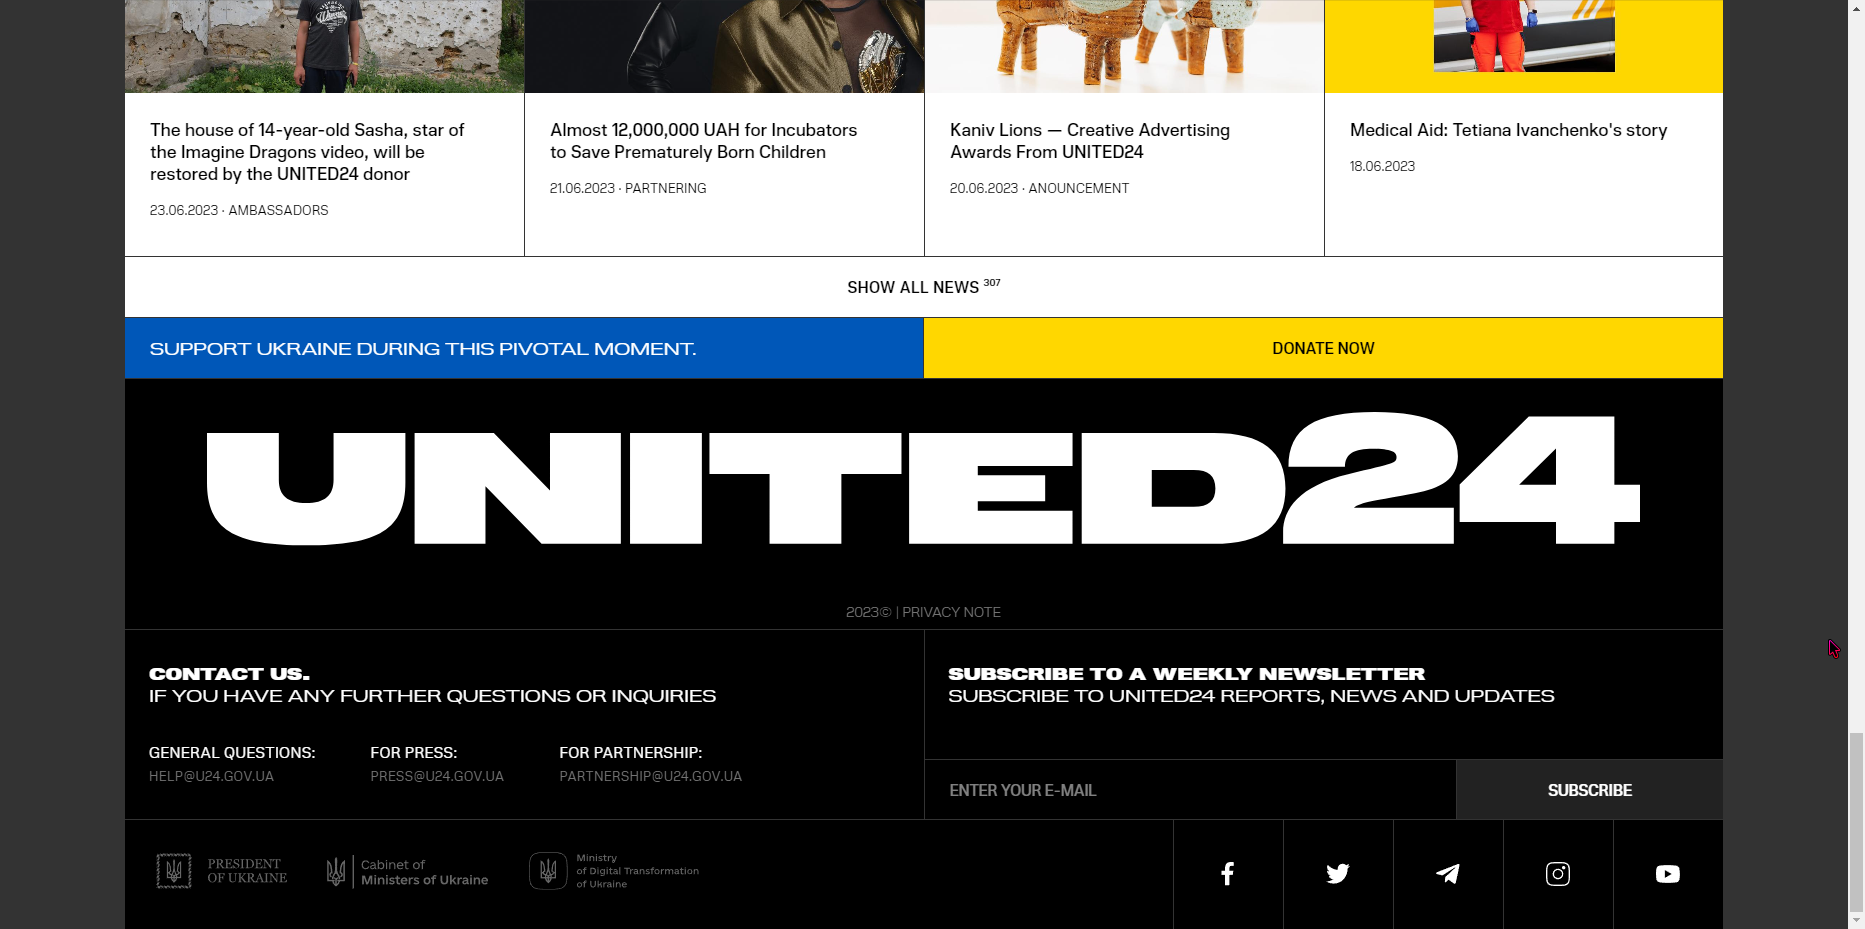 The house of 14-year-old Sasha, star of
the Imagine Dragons video, will be
restored by the UNITED24 donor
23.06.2023 · AMBASSADORS
Almost 12,000,000 UAH for Incubators
to Save Prematurely Born Children
21.06.2023 · PARTNERING
Kaniv Lions — Creative Advertising
Awards From UNITED24
20.06.2023 · ANOUNCEMENT
Medical Aid: Tetiana Ivanchenko's story
18.06.2023
SHOW ALL NEWS 307
SUPPORT UKRAINE DURING THIS PIVOTAL MOMENT.
DONATE NOW
UNITED24
2023© | PRIVACY NOTE
CONTACT US.
IF YOU HAVE ANY FURTHER QUESTIONS OR INQUIRIES
GENERAL QUESTIONS:
HELP@U24.GOV.UA
FOR PRESS:
PRESS@U24.GOV.UA
FOR PARTNERSHIP:
PARTNERSHIP@U24.GOV.UA
SUBSCRIBE TO A WEEKLY NEWSLETTER
SUBSCRIBE TO UNITED24 REPORTS, NEWS AND UPDATES
ENTER YOUR E-MAIL
SUBSCRIBE
PRESIDENT
OF UKRAINE
Cabinet of
Ministers of Ukraine
Ministry
of Digital Transformation
of Ukraine